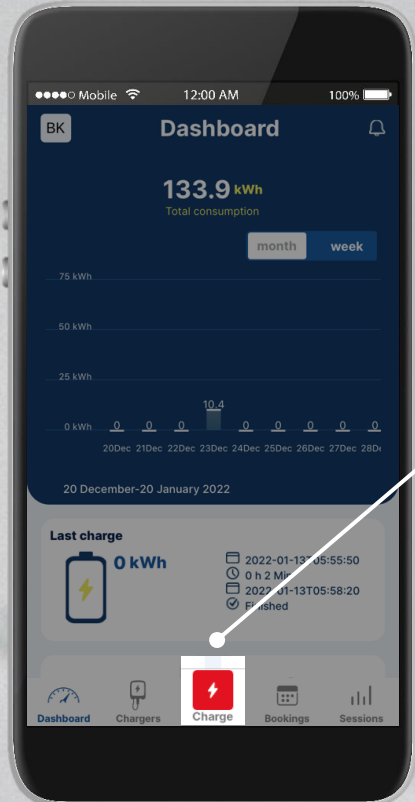 Mobile 12:00 AM 100%
BK Dashboard
133.9 kWh
Total consumption
month week
75 kWh
50 kWh
25 kWh
10.4
0 kWh 0 0 0 0 0 0 0 0
20Dec 21Dec 22Dec 23Dec 24Dec 25Dec 26Dec 27Dec 28D
20 December-20 January 2022
Last charge
0 kWh
2022-01-13T05:55:50
0 h 2 Min
2022-01-13T05:58:20
Finished
Dashboard Chargers Charge Bookings Sessions